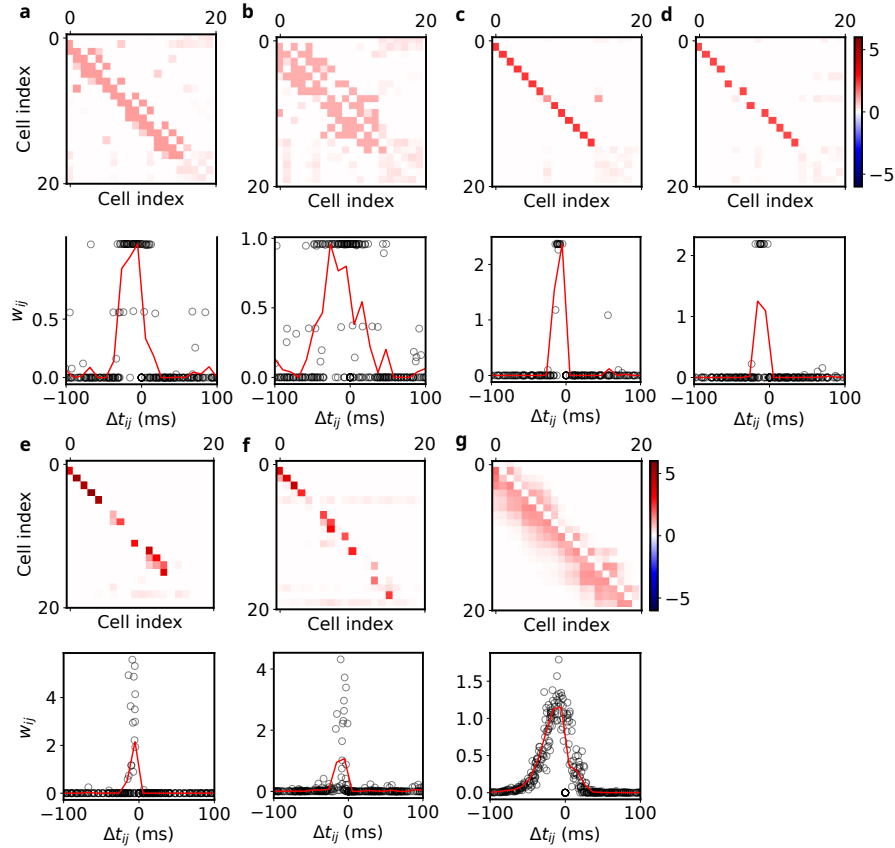 a 0 20 b 0 20 c 0 20 d 0 20
0 0 0 0 5
Cell index 0
20 20 20 20 −5
Cell index Cell index Cell index Cell index
1.0 2 2
w_ij 0.5 0.5 1 1
0.0 0.0 0 0
−100 0 100 −100 0 100 −100 0 100 −100 0 100
Δt_ij (ms) Δt_ij (ms) Δt_ij (ms) Δt_ij (ms)
e 0 20 f 0 20 g 0 20
0 0 0 5
Cell index 0
20 20 20 −5
Cell index Cell index Cell index
4 4 1.5
w_ij 2 2 1.0
0.5
0 0 0.0
−100 0 100 −100 0 100 −100 0 100
Δt_ij (ms) Δt_ij (ms) Δt_ij (ms)